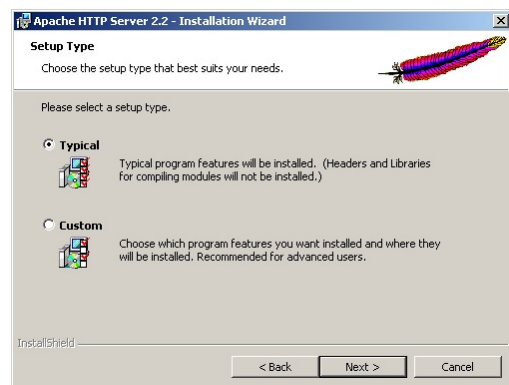 Apache HTTP Server 2.2 - Installation Wizard
Setup Type
Choose the setup type that best suits your needs.
Please select a setup type.
Typical
Typical program features will be installed. (Headers and Libraries
for compiling modules will not be installed.)
Custom
Choose which program features you want installed and where they
will be installed. Recommended for advanced users.
InstallShield
< Back
Next >
Cancel